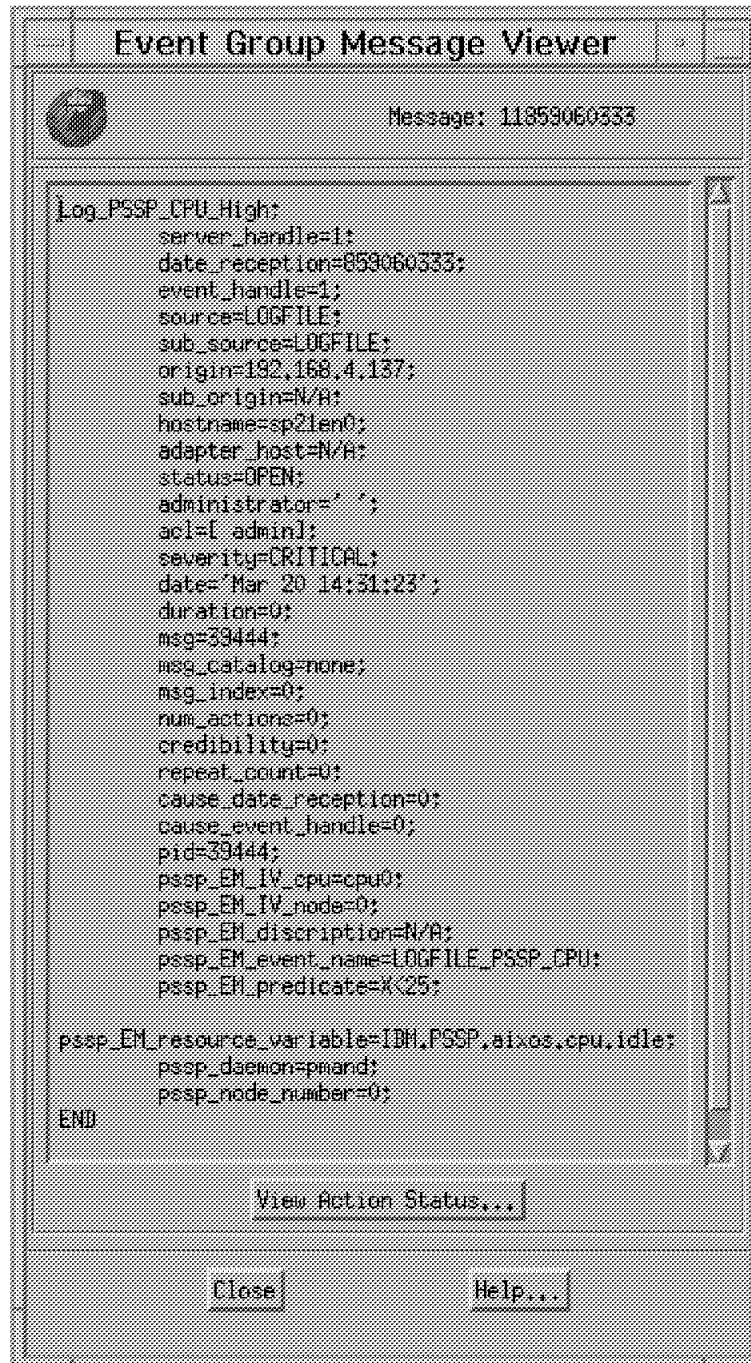 Event Group Message Viewer
Message: 11859060333
Log_PSSP_CPU_High;
server_handle=1;
date_reception=859060333;
event_handle=1;
source=LOGFILE;
sub_source=LOGFILE;
origin=192.168.4.137;
sub_origin=N/A;
hostname=sp21en0;
adapter_host=N/A;
status=OPEN;
administrator=' ';
acl=[ admin];
severity=CRITICAL;
date='Mar 20 14:31:23';
duration=0;
msg=39444;
msg_catalog=none;
msg_index=0;
num_actions=0;
credibility=0;
repeat_count=0;
cause_date_reception=0;
cause_event_handle=0;
pid=39444;
pssp_EM_IV_cpu=cpu0;
pssp_EM_IV_node=0;
pssp_EM_discription=N/A;
pssp_EM_event_name=LOGFILE_PSSP_CPU;
pssp_EM_predicate=X<25;
pssp_EM_resource_variable=IBM.PSSP.aixos.cpu.idle;
pssp_daemon=pmand;
pssp_node_number=0;
END
View Action Status...
Close
Help...